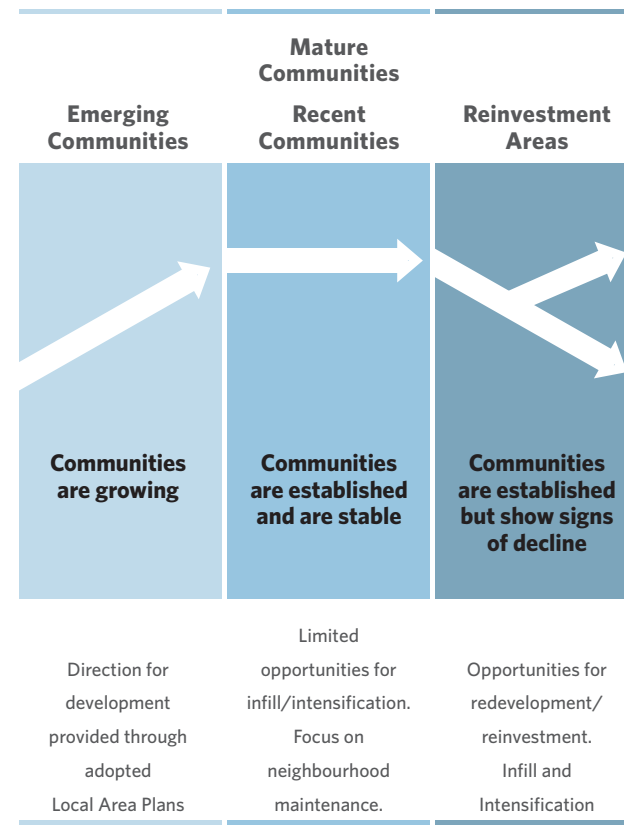 Mature
Communities
Emerging
Communities
Recent
Communities
Reinvestment
Areas
Communities
are growing
Communities
are established
and are stable
Communities
are established
but show signs
of decline
Direction for
development
provided through
adopted
Local Area Plans
Limited
opportunities for
infill/intensification.
Focus on
neighbourhood
maintenance.
Opportunities for
redevelopment/
reinvestment.
Infill and
Intensification